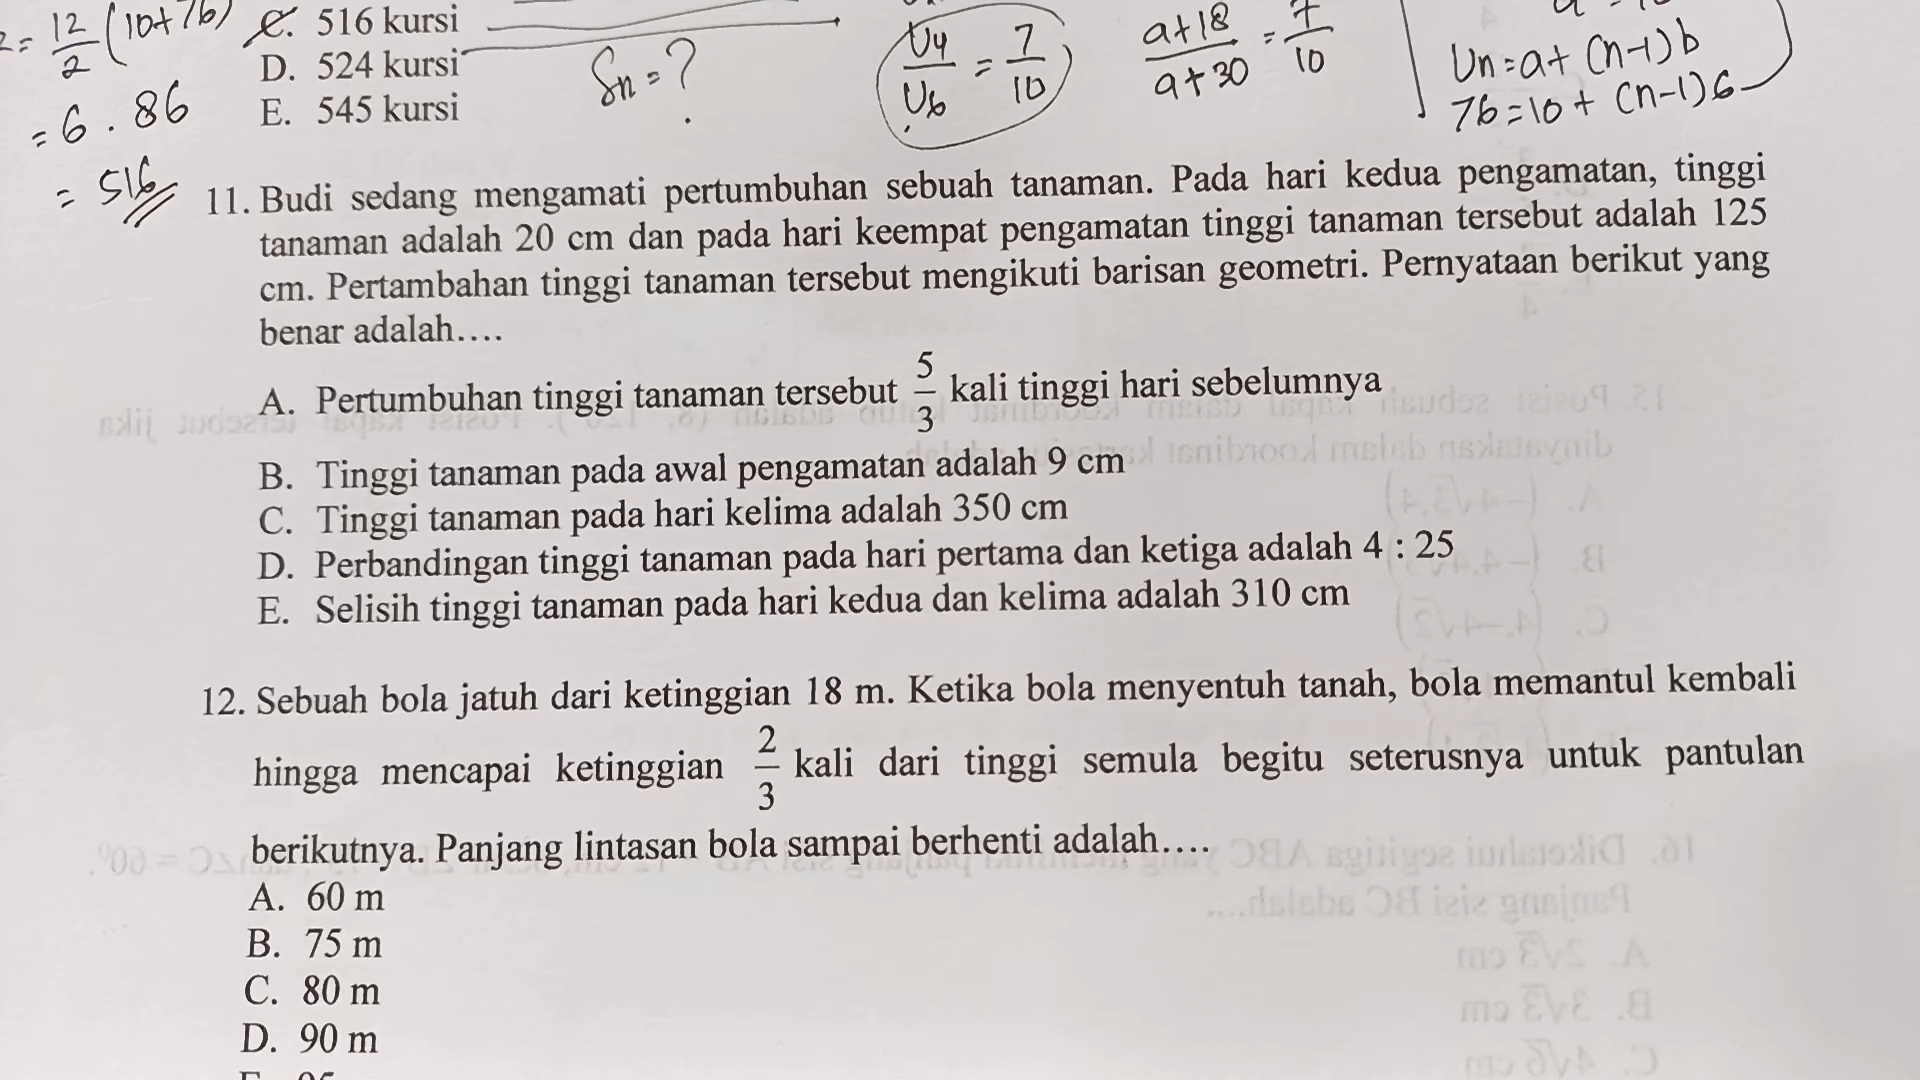 = 12/2 (10+76)
= 6 . 86
= 516
C. 516 kursi
D. 524 kursi
E. 545 kursi
Sn = ?
U4/U6 = 7/10
a+18/a+30 = 7/10
Un = a + (n-1)b
76 = 10 + (n-1)6
11. Budi sedang mengamati pertumbuhan sebuah tanaman. Pada hari kedua pengamatan, tinggi
tanaman adalah 20 cm dan pada hari keempat pengamatan tinggi tanaman tersebut adalah 125
cm. Pertambahan tinggi tanaman tersebut mengikuti barisan geometri. Pernyataan berikut yang
benar adalah....
A. Pertumbuhan tinggi tanaman tersebut 5/3 kali tinggi hari sebelumnya
B. Tinggi tanaman pada awal pengamatan adalah 9 cm
C. Tinggi tanaman pada hari kelima adalah 350 cm
D. Perbandingan tinggi tanaman pada hari pertama dan ketiga adalah 4 : 25
E. Selisih tinggi tanaman pada hari kedua dan kelima adalah 310 cm
12. Sebuah bola jatuh dari ketinggian 18 m. Ketika bola menyentuh tanah, bola memantul kembali
hingga mencapai ketinggian 2/3 kali dari tinggi semula begitu seterusnya untuk pantulan
berikutnya. Panjang lintasan bola sampai berhenti adalah....
A. 60 m
B. 75 m
C. 80 m
D. 90 m